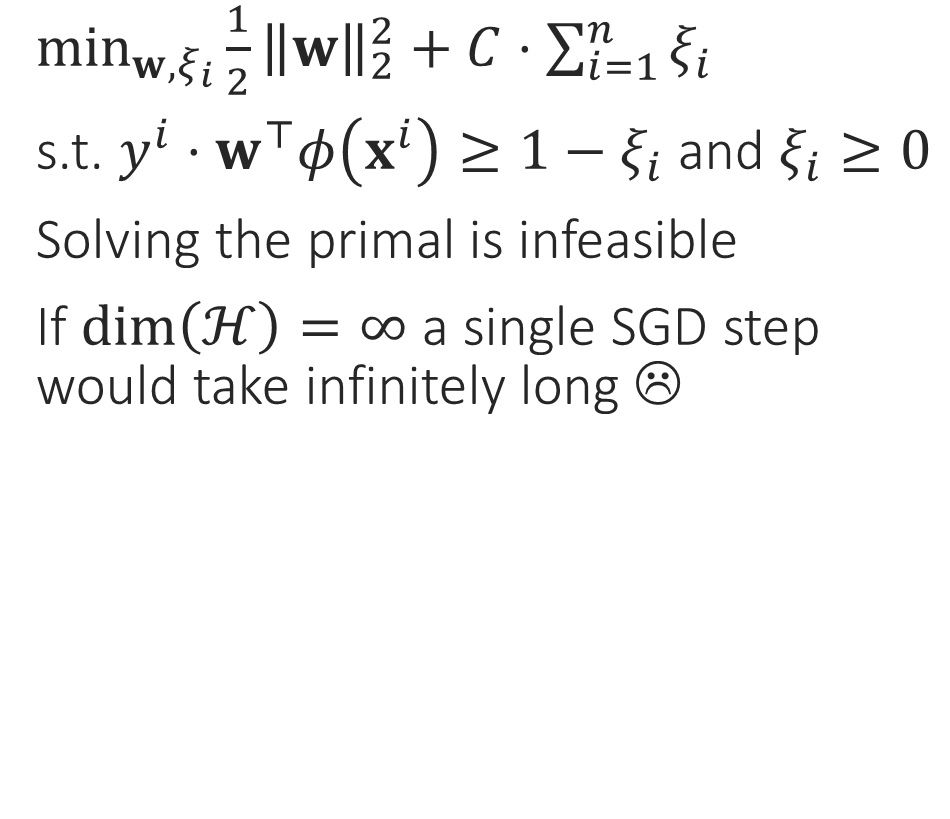 min_{𝐰,ξ_i} \frac{1}{2} ‖𝐰‖_2^2 + C · ∑_{i=1}^{n} ξ_i
s.t. y^i · 𝐰^⊤ϕ(𝐱^i) ≥ 1 − ξ_i and ξ_i ≥ 0
Solving the primal is infeasible
If dim(ℋ) = ∞ a single SGD step
would take infinitely long ☹